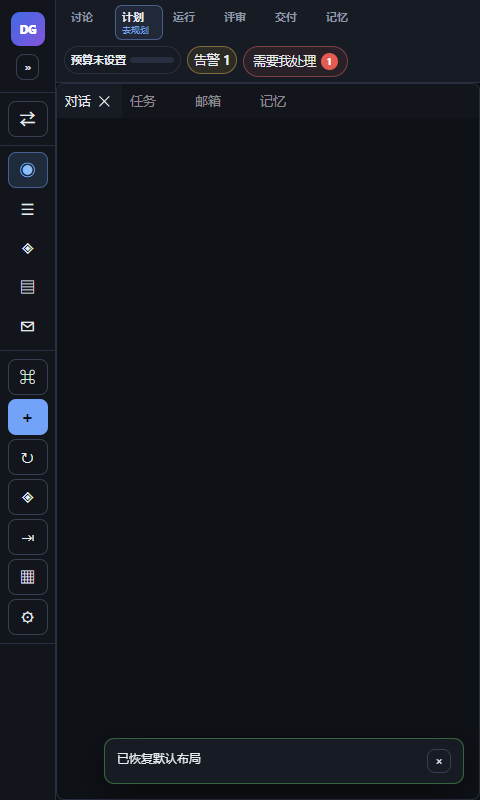 DG
»
讨论
计划
去规划
运行
评审
交付
记忆
预算未设置
告警 1
需要我处理 1
对话
任务
邮箱
记忆
已恢复默认布局
×